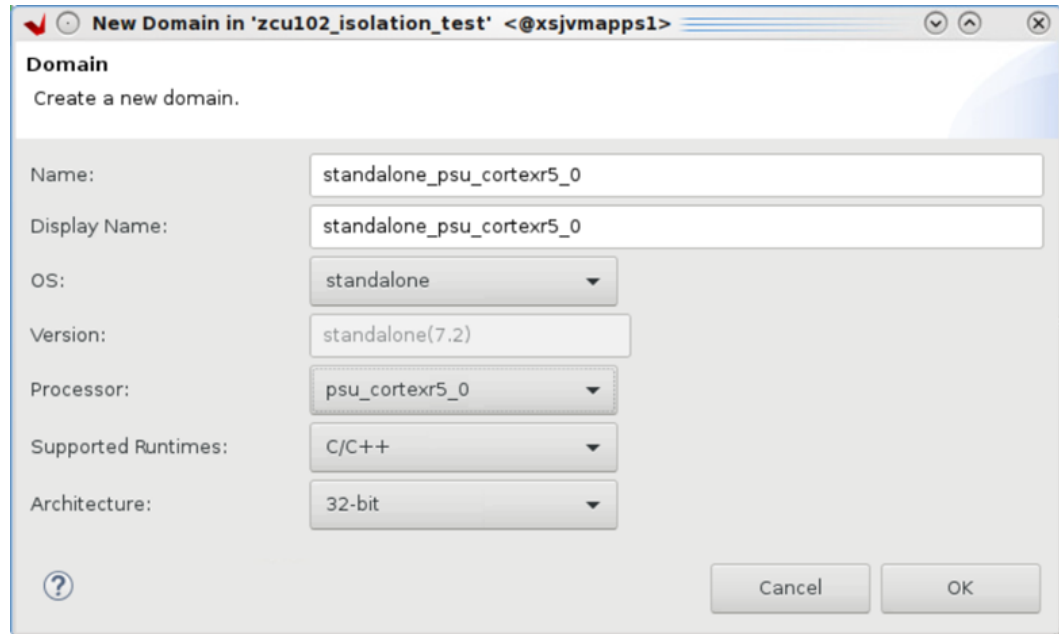 New Domain in 'zcu102_isolation_test' <@xsjvmapps1>
Domain
Create a new domain.
Name: standalone_psu_cortexr5_0
Display Name: standalone_psu_cortexr5_0
OS: standalone
Version: standalone(7.2)
Processor: psu_cortexr5_0
Supported Runtimes: C/C++
Architecture: 32-bit
? Cancel OK